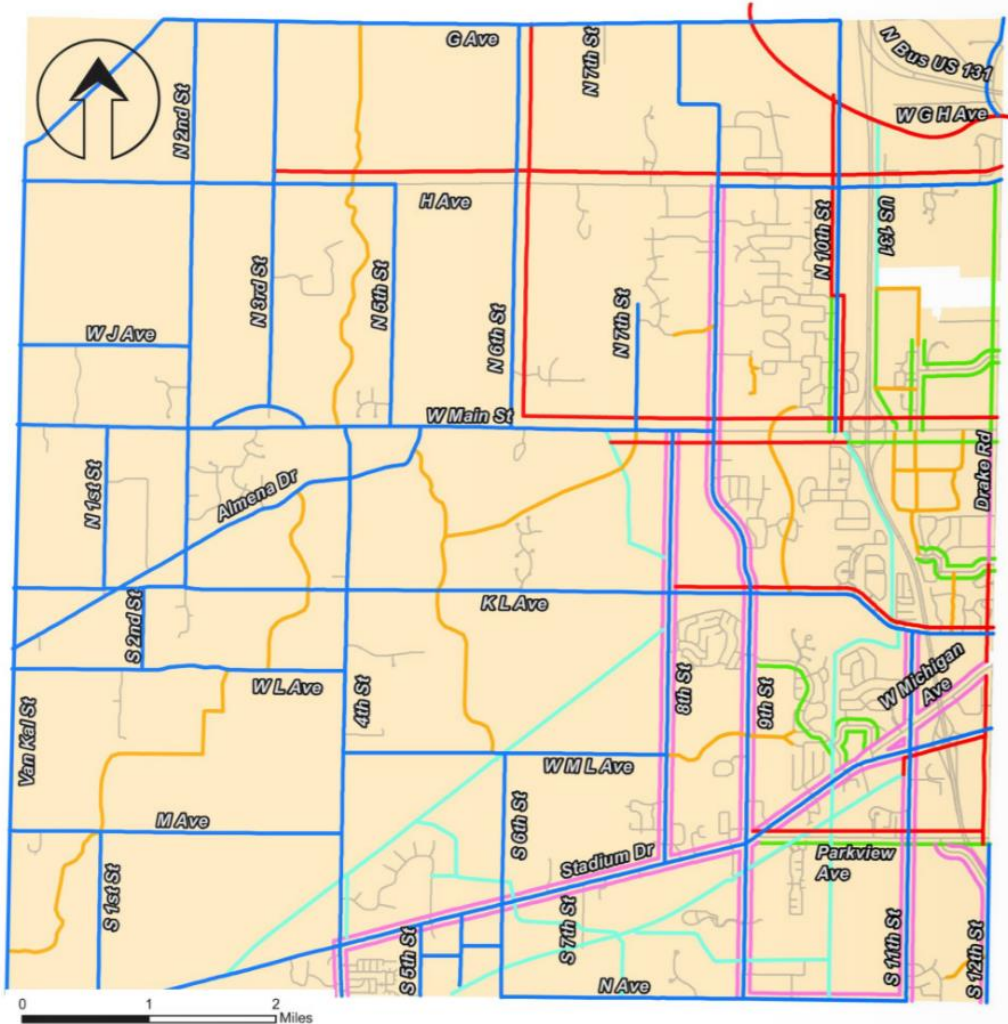 G Ave
N 7th St
N Bus US 131
N 2nd St
W G H Ave
H Ave
N 10th St
US 131
N 3rd St
N 5th St
N 6th St
N 7th St
W J Ave
W Main St
Drake Rd
N 1st St
Almena Dr
K L Ave
S 2nd St
W L Ave
4th St
8th St
9th St
W Michigan
Ave
Van Kal St
W M L Ave
M Ave
S 6th St
Stadium Dr
Parkview
Ave
S 1st St
S 5th St
S 7th St
S 11th St
S 12th St
N Ave
0 1 2
Miles